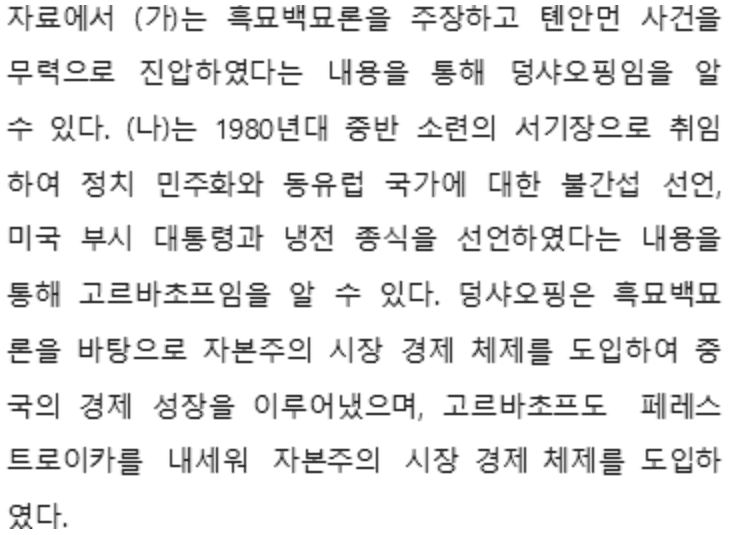 자료에서 (가)는 흑묘백묘론을 주장하고 톈안먼 사건을
무력으로 진압하였다는 내용을 통해 덩샤오핑임을 알
수 있다. (나)는 1980년대 중반 소련의 서기장으로 취임
하여 정치 민주화와 동유럽 국가에 대한 불간섭 선언,
미국 부시 대통령과 냉전 종식을 선언하였다는 내용을
통해 고르바초프임을 알 수 있다. 덩샤오핑은 흑묘백묘
론을 바탕으로 자본주의 시장 경제 체제를 도입하여 중
국의 경제 성장을 이루어냈으며, 고르바초프도 페레스
트로이카를 내세워 자본주의 시장 경제 체제를 도입하
였다.